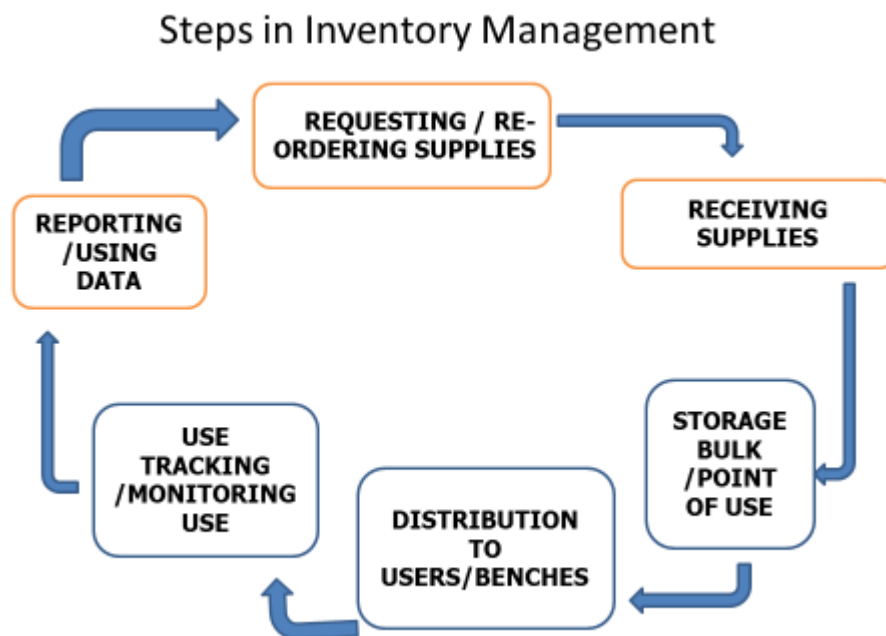 Steps in Inventory Management
REQUESTING / RE-
ORDERING SUPPLIES
RECEIVING
SUPPLIES
STORAGE
BULK
/POINT
OF USE
DISTRIBUTION
TO
USERS/BENCHES
USE
TRACKING
/MONITORING
USE
REPORTING
/USING
DATA